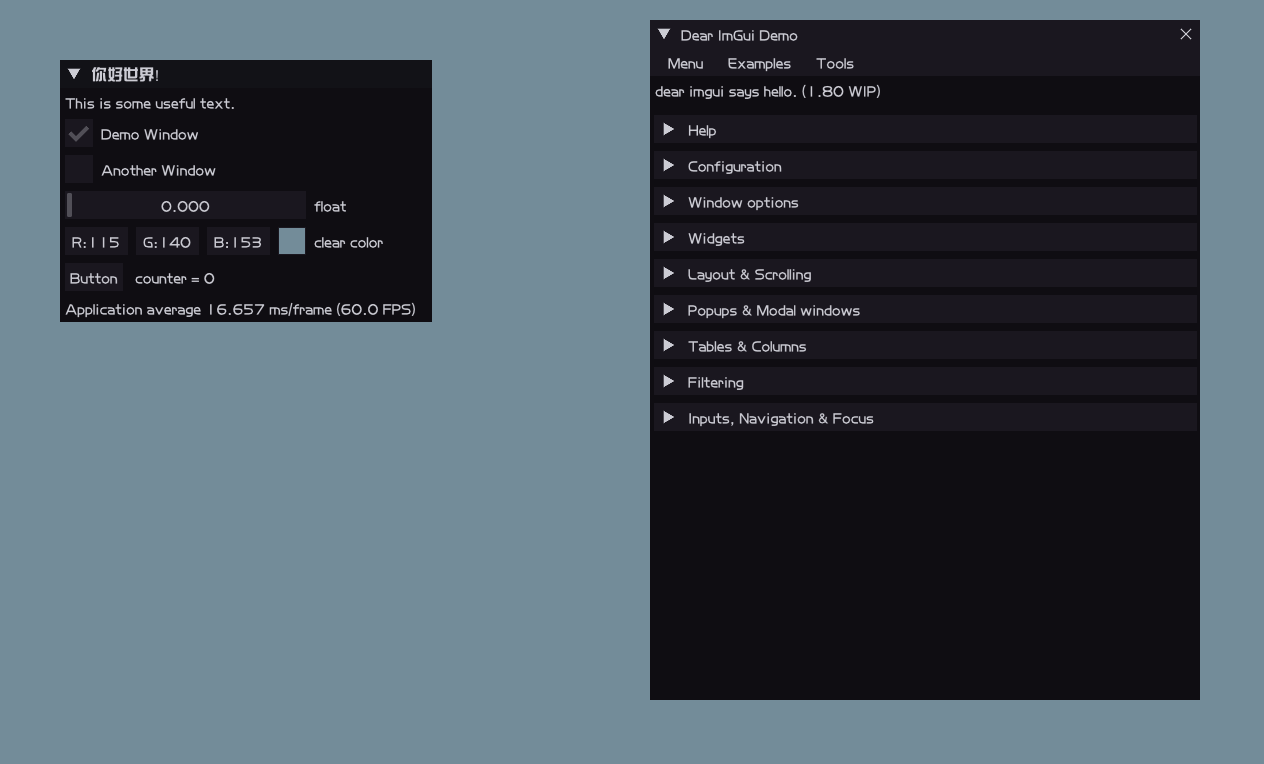 你好世界!
This is some useful text.
Demo Window
Another Window
0.000 float
R:115 G:140 B:153 clear color
Button counter = 0
Application average 16.657 ms/frame (60.0 FPS)
Dear ImGui Demo
Menu Examples Tools
dear imgui says hello. (1.80 WIP)
Help
Configuration
Window options
Widgets
Layout & Scrolling
Popups & Modal windows
Tables & Columns
Filtering
Inputs, Navigation & Focus